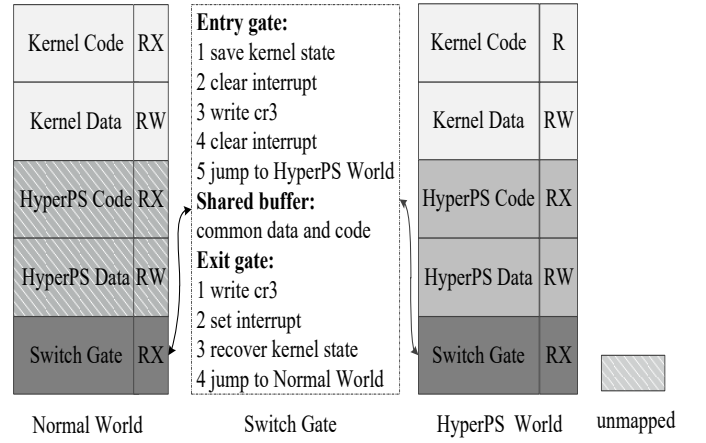 Kernel Code RX
Kernel Data RW
HyperPS Code RX
HyperPS Data RW
Switch Gate RX
Normal World
Entry gate:
1 save kernel state
2 clear interrupt
3 write cr3
4 clear interrupt
5 jump to HyperPS World
Shared buffer:
common data and code
Exit gate:
1 write cr3
2 set interrupt
3 recover kernel state
4 jump to Normal World
Switch Gate
Kernel Code R
Kernel Data RW
HyperPS Code RX
HyperPS Data RW
Switch Gate RX
HyperPS World
unmapped